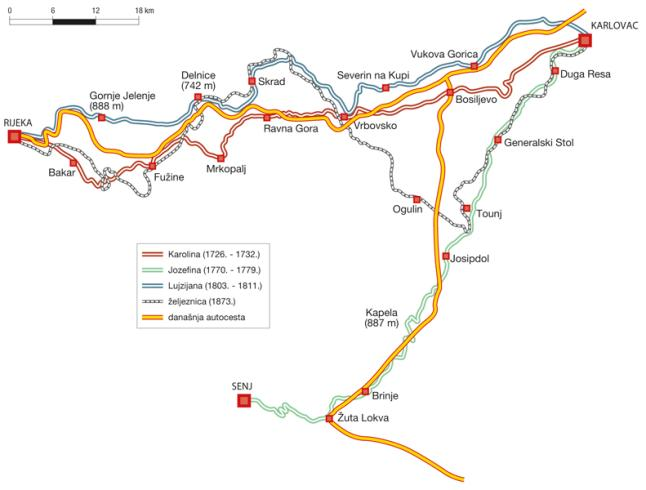 0 6 12 18 km
KARLOVAC
Vukova Gorica
Duga Resa
Delnice
(742 m)
Skrad
Severin na Kupi
Gornje Jelenje
(888 m)
Bosiljevo
RIJEKA
Ravna Gora
Vrbovsko
Generalski Stol
Bakar
Fužine
Mrkopalj
Ogulin
Tounj
Josipdol
Karolina (1726. - 1732.)
Jozefina (1770. - 1779.)
Lujzijana (1803. - 1811.)
željeznica (1873.)
današnja autocesta
Kapela
(887 m)
SENJ
Brinje
Žuta Lokva